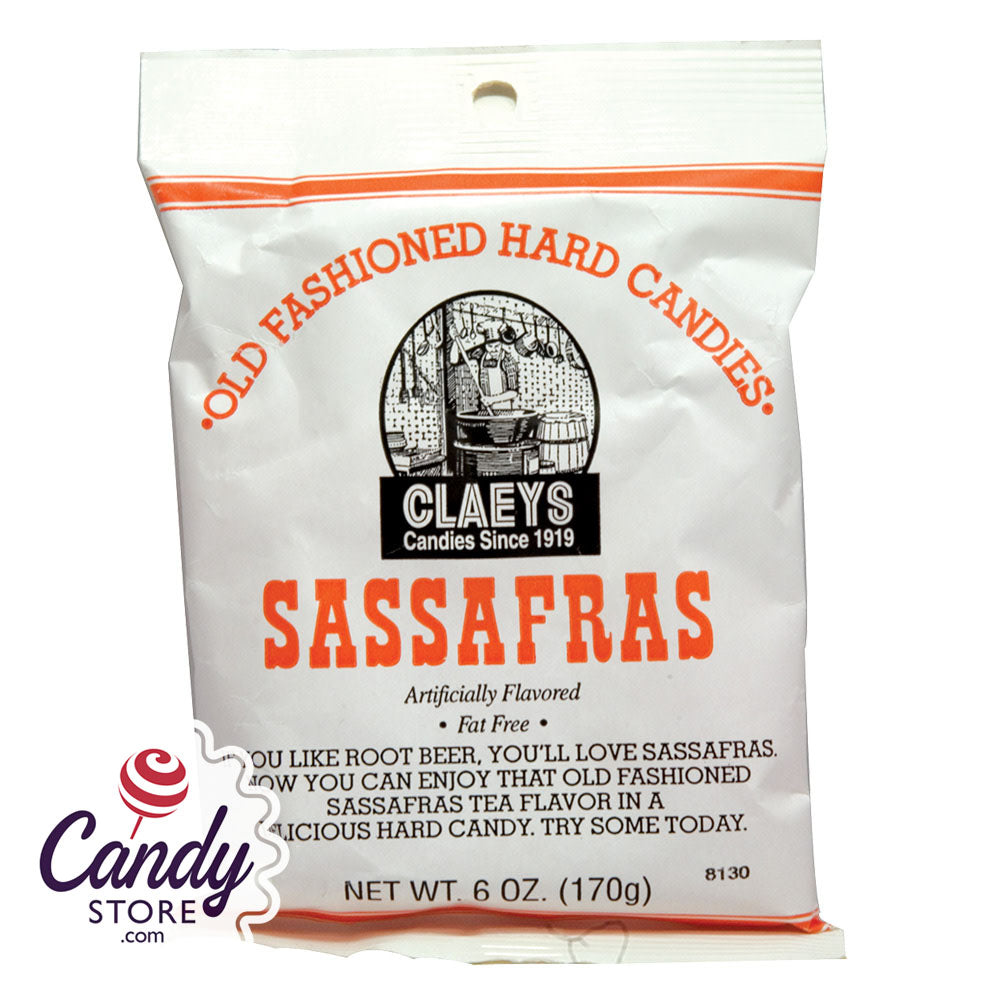 •OLD FASHIONED HARD CANDIES•
CLAEYS
Candies Since 1919
SASSAFRAS
Artificially Flavored
• Fat Free •
YOU LIKE ROOT BEER, YOU'LL LOVE SASSAFRAS.
YOU CAN ENJOY THAT OLD FASHIONED
SASSAFRAS TEA FLAVOR IN A
HARD CANDY. TRY SOME TODAY.
8130
NET WT. 6 OZ. (170g)
Candy
STORE
.com